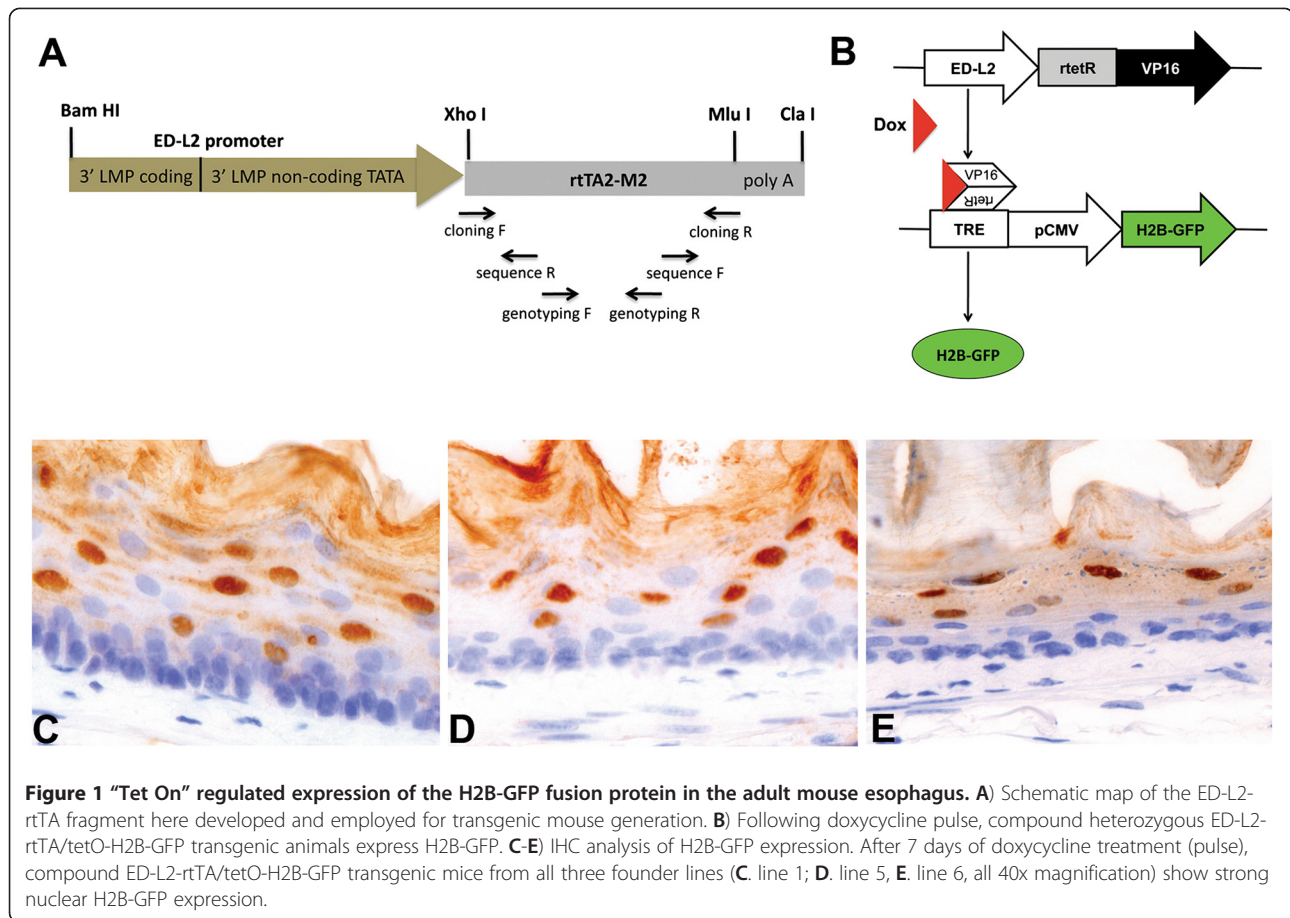 A
B
Bam HI
ED-L2 promoter
Xho I
Mlu I
Cla I
3’ LMP coding
3’ LMP non-coding TATA
rtTA2-M2
poly A
cloning F
cloning R
sequence R
sequence F
genotyping F
genotyping R
ED-L2
rtetR
VP16
Dox
VP16
rtetR
TRE
pCMV
H2B-GFP
H2B-GFP
C
D
E
Figure 1 “Tet On” regulated expression of the H2B-GFP fusion protein in the adult mouse esophagus. A) Schematic map of the ED-L2-
rtTA fragment here developed and employed for transgenic mouse generation. B) Following doxycycline pulse, compound heterozygous ED-L2-
rtTA/tetO-H2B-GFP transgenic animals express H2B-GFP. C-E) IHC analysis of H2B-GFP expression. After 7 days of doxycycline treatment (pulse),
compound ED-L2-rtTA/tetO-H2B-GFP transgenic mice from all three founder lines (C. line 1; D. line 5, E. line 6, all 40x magnification) show strong
nuclear H2B-GFP expression.